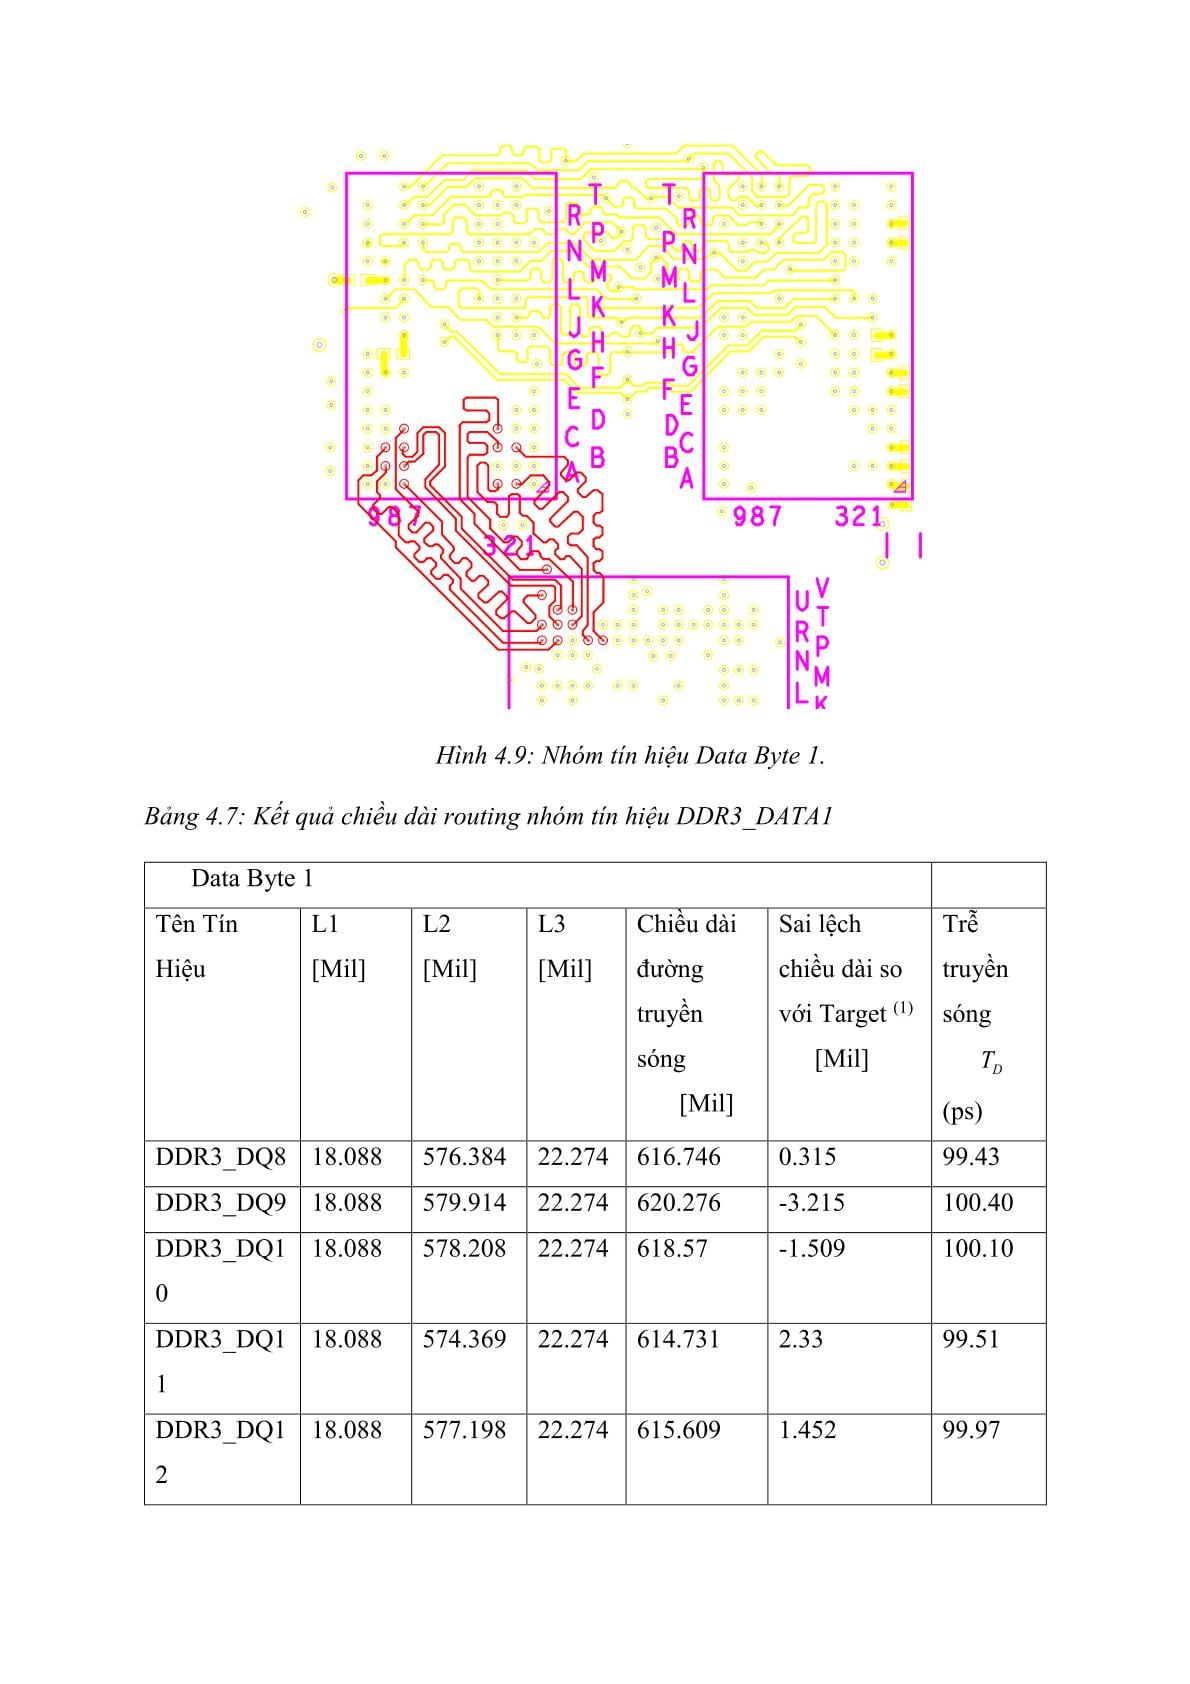 T T
R R
P P
N N
M M
L L
K K
J J
H H
G G
F F
E E
D D
C C
B B
A A
987 987 321
321
V
U
T
R
P
N
M
L
K
Hình 4.9: Nhóm tín hiệu Data Byte 1.
Bảng 4.7: Kết quả chiều dài routing nhóm tín hiệu DDR3_DATA1
Data Byte 1
Tên Tín
Hiệu
L1
[Mil]
L2
[Mil]
L3
[Mil]
Chiều dài
đường
truyền
sóng
[Mil]
Sai lệch
chiều dài so
với Target (1)
[Mil]
Trễ
truyền
sóng
T_D
(ps)
DDR3_DQ8 18.088 576.384 22.274 616.746 0.315 99.43
DDR3_DQ9 18.088 579.914 22.274 620.276 -3.215 100.40
DDR3_DQ1 18.088 578.208 22.274 618.57 -1.509 100.10
0
DDR3_DQ1 18.088 574.369 22.274 614.731 2.33 99.51
1
DDR3_DQ1 18.088 577.198 22.274 615.609 1.452 99.97
2